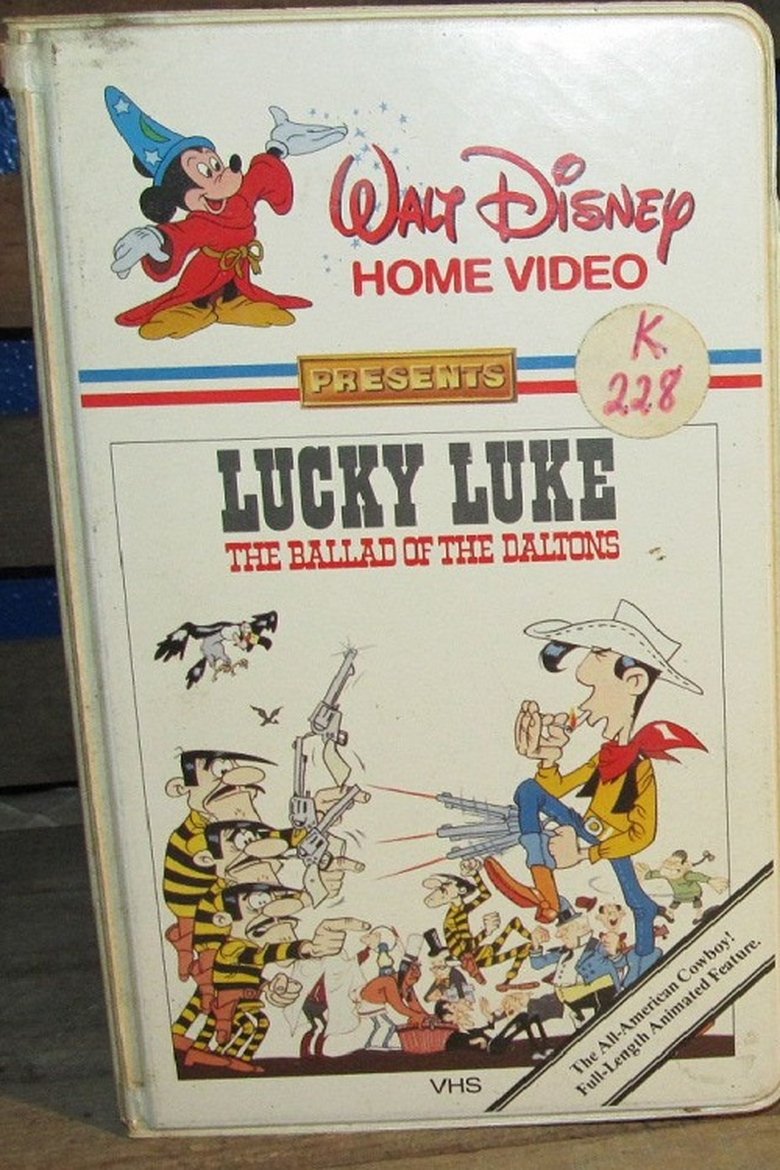 WALT DISNEY
HOME VIDEO
K.
228
PRESENTS
LUCKY LUKE
THE BALLAD OF THE DALTONS
The All-American Cowboy!
Full-Length Animated Feature.
VHS